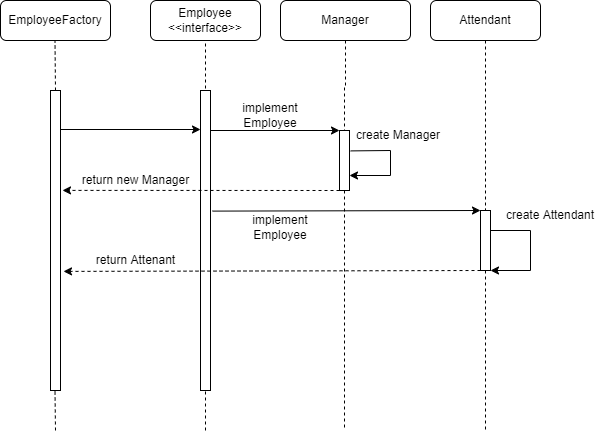 EmployeeFactory
Employee
<<interface>>
Manager
Attendant
implement
Employee
create Manager
return new Manager
create Attendant
implement
Employee
return Attenant